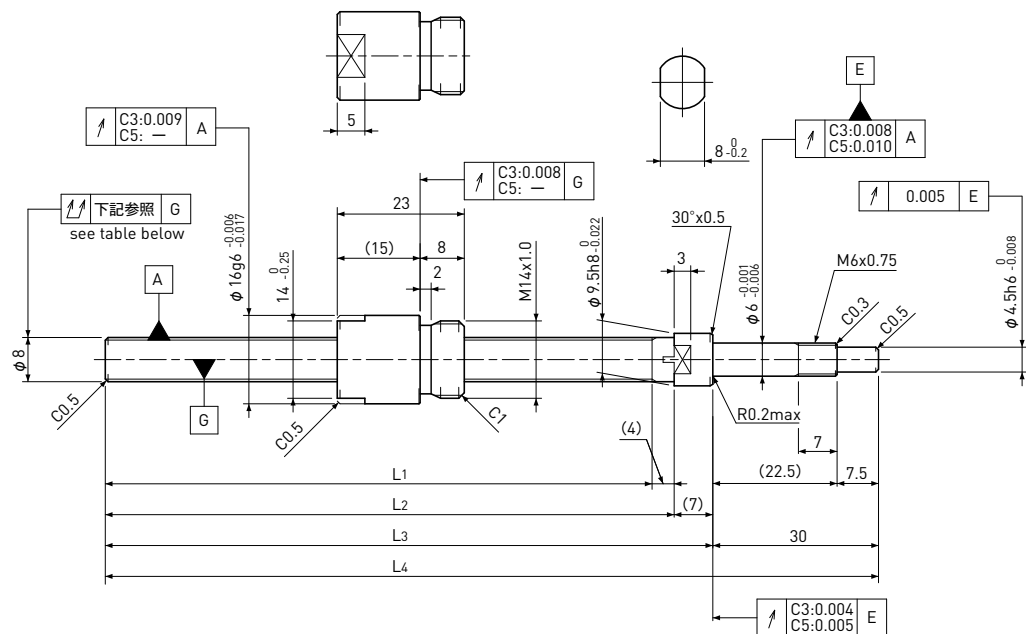 5
E
C3:0.009
C5: —
A
C3:0.008
C5:0.010
A
8 0 -0.2
C3:0.008
C5: —
G
0.005
E
下記参照
G
see table below
23
30°x0.5
(15)
8
3
M6x0.75
2
φ16g6 -0.006 -0.017
14 0 -0.25
M14x1.0
φ9.5h8 0 -0.022
φ6 -0.001 -0.006
C0.3
C0.5
φ4.5h6 0 -0.008
A
φ8
G
C0.5
C0.5
C1
R0.2max
(4)
7
L1
(22.5)
7.5
L2
(7)
L3
30
L4
C3:0.004
C5:0.005
E